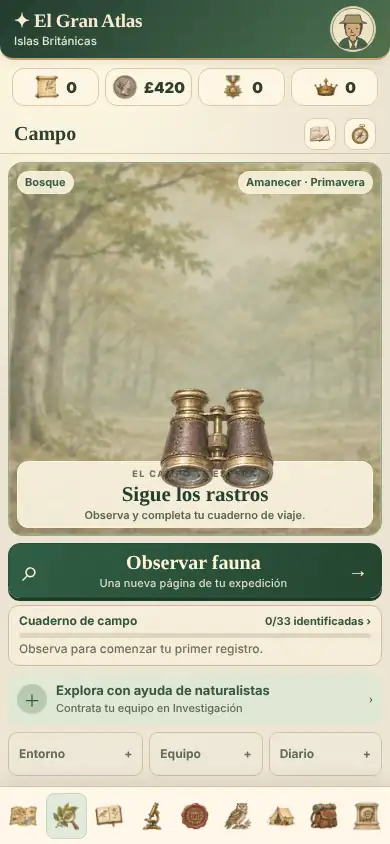 ✦ El Gran Atlas
Islas Británicas
0
£420
0
0
Campo
Bosque
Amanecer · Primavera
Sigue los rastros
Observa y completa tu cuaderno de viaje.
Observar fauna
Una nueva página de tu expedición
→
Cuaderno de campo
0/33 identificadas ›
Observa para comenzar tu primer registro.
+
Explora con ayuda de naturalistas
Contrata tu equipo en Investigación
›
Entorno +
Equipo +
Diario +